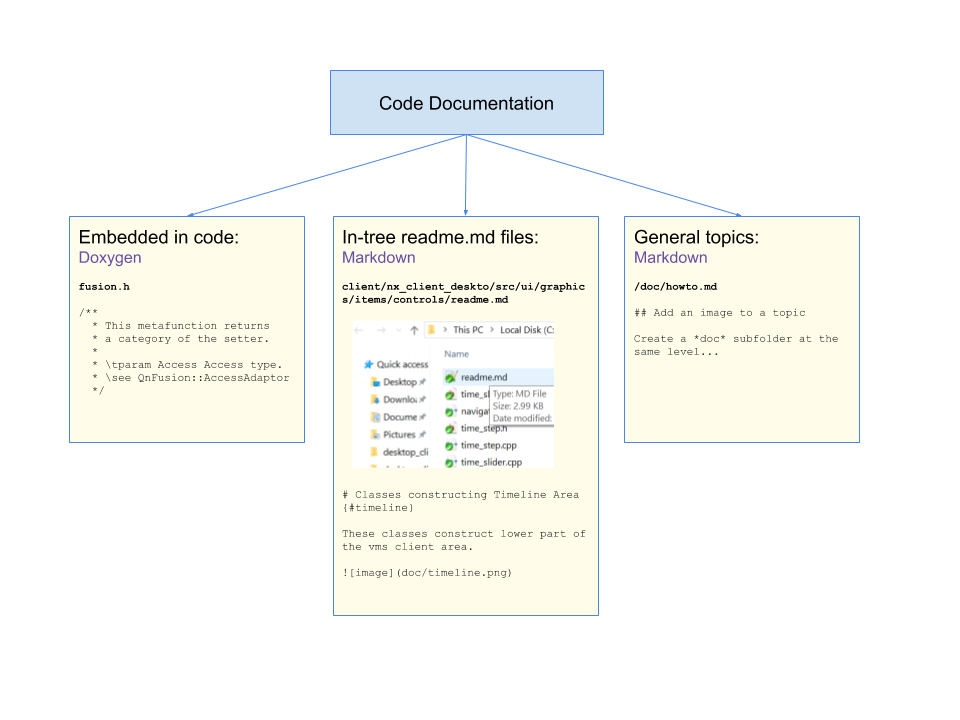 Code Documentation
Embedded in code:
Doxygen
fusion.h
/**
* This metafunction returns
* a category of the setter.
*
* \tparam Access Access type.
* \see QnFusion::AccessAdaptor
*/
In-tree readme.md files:
Markdown
client/nx_client_deskto/src/ui/graphic
s/items/controls/readme.md
This PC > Local Disk (C:
Name
Quick access
readme.md
Desktop
time_sl
Type: MD File
Downloa
Size: 2.99 KB
navigat
Docume
Date modified:
time_step.h
Pictures
time_step.cpp
desktop_cli
time_slider.cpp
# Classes constructing Timeline Area
{#timeline}
These classes construct lower part of
the vms client area.
![image](doc/timeline.png)
General topics:
Markdown
/doc/howto.md
## Add an image to a topic
Create a *doc* subfolder at the
same level...